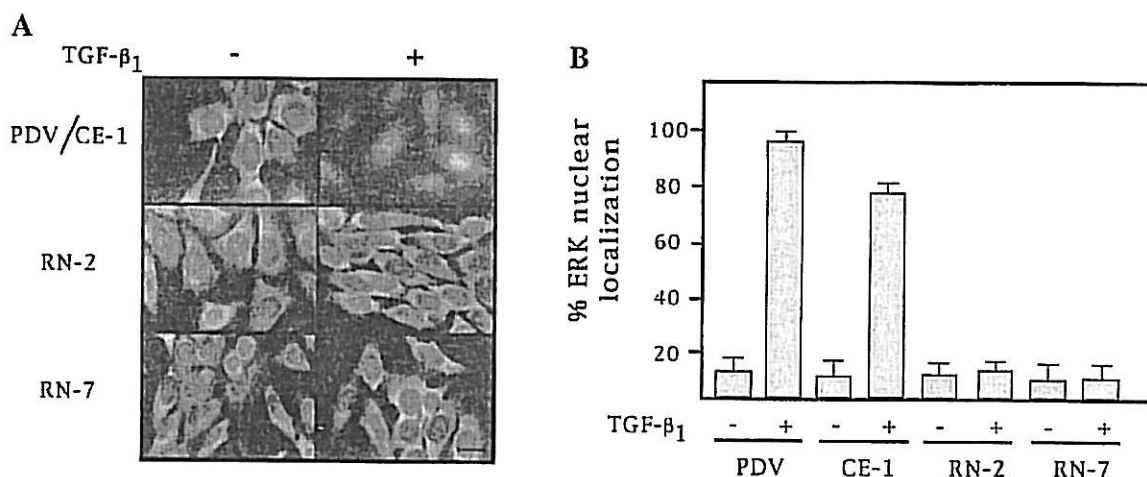 A
TGF-β1 - +
PDV/CE-1
RN-2
RN-7
B
% ERK nuclear
localization
100
80
60
40
20
TGF-β1 - + - + - + - +
PDV CE-1 RN-2 RN-7